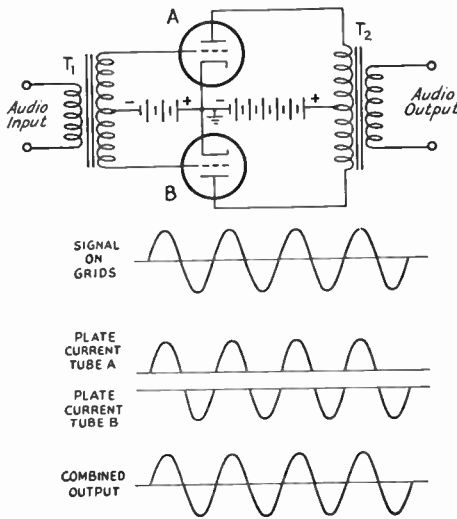 A
T1
T2
- +
- +
Audio
Input
Audio
Output
B
SIGNAL
ON
GRIDS
PLATE
CURRENT
TUBE A
PLATE
CURRENT
TUBE B
COMBINED
OUTPUT